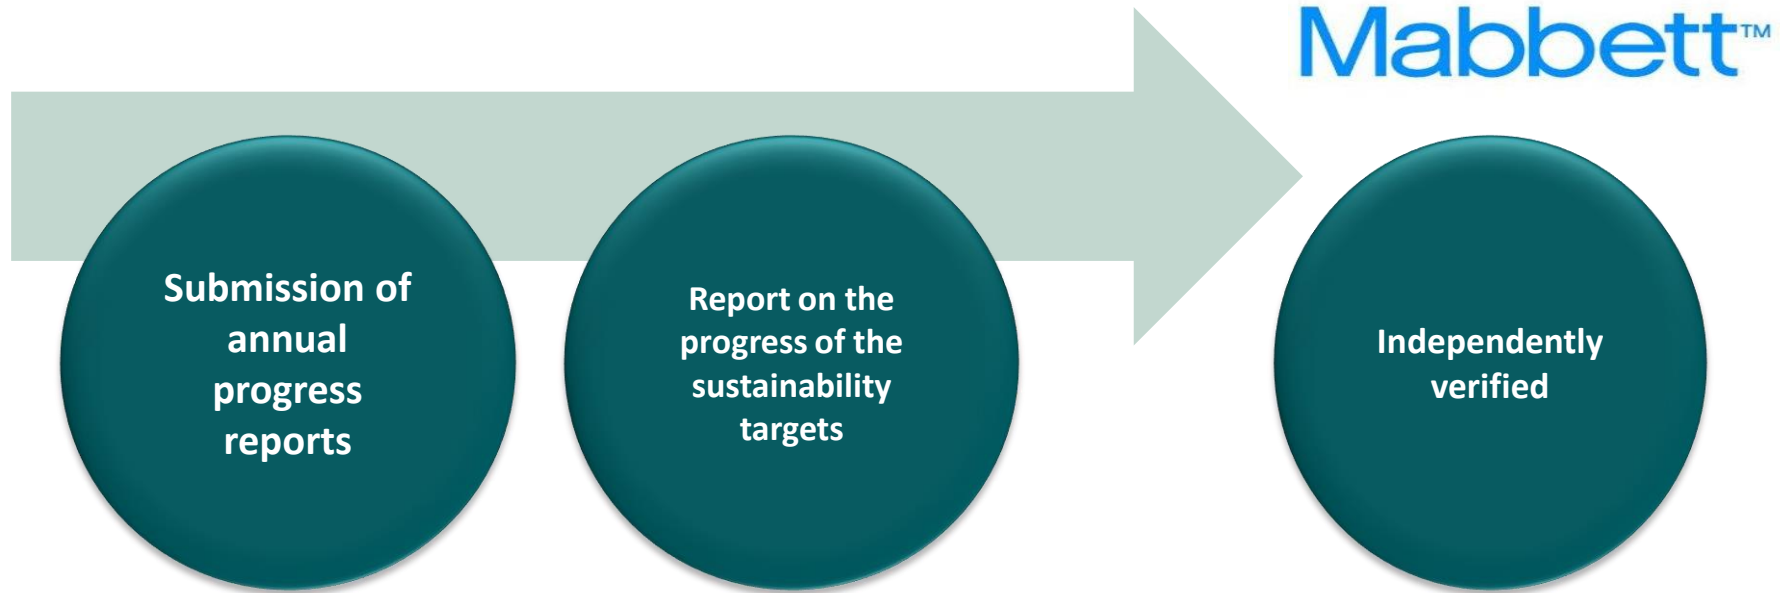 Mabbett™
Submission of
annual
progress
reports
Report on the
progress of the
sustainability
targets
Independently
verified